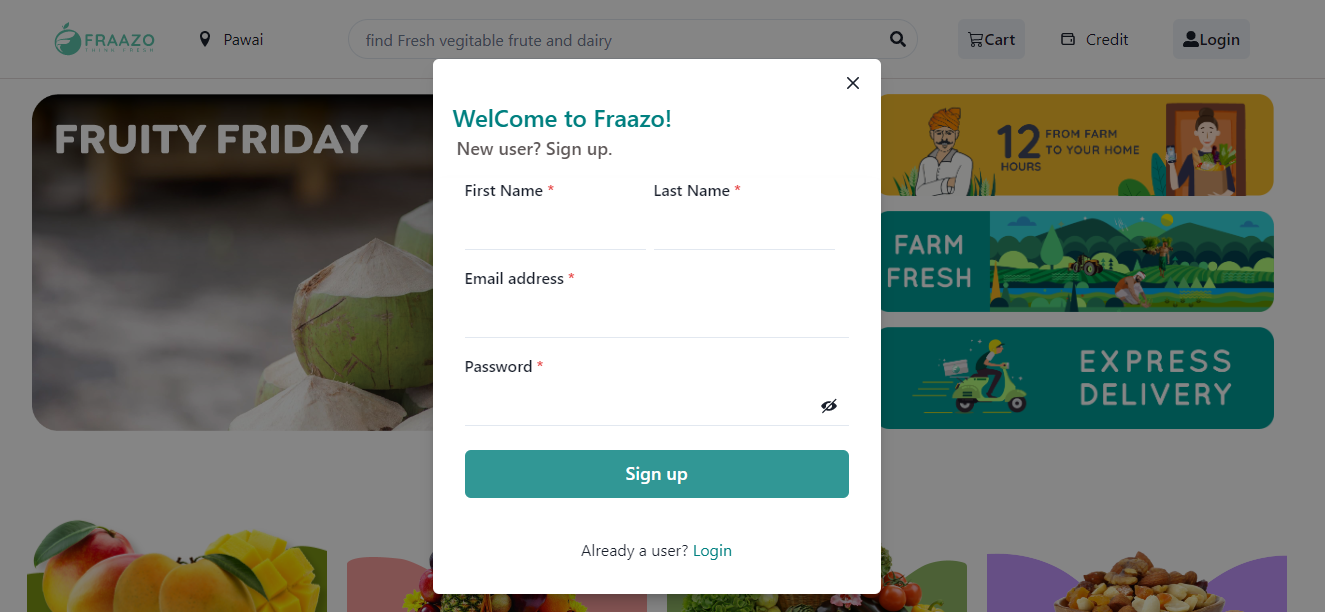 FRAAZO
THINK FRESH
Pawai
find Fresh vegitable frute and dairy
Cart
Credit
Login
FRUITY FRIDAY
12 HOURS
FROM FARM
TO YOUR HOME
FARM
FRESH
EXPRESS
DELIVERY
WelCome to Fraazo!
New user? Sign up.
First Name *
Last Name *
Email address *
Password *
Sign up
Already a user? Login